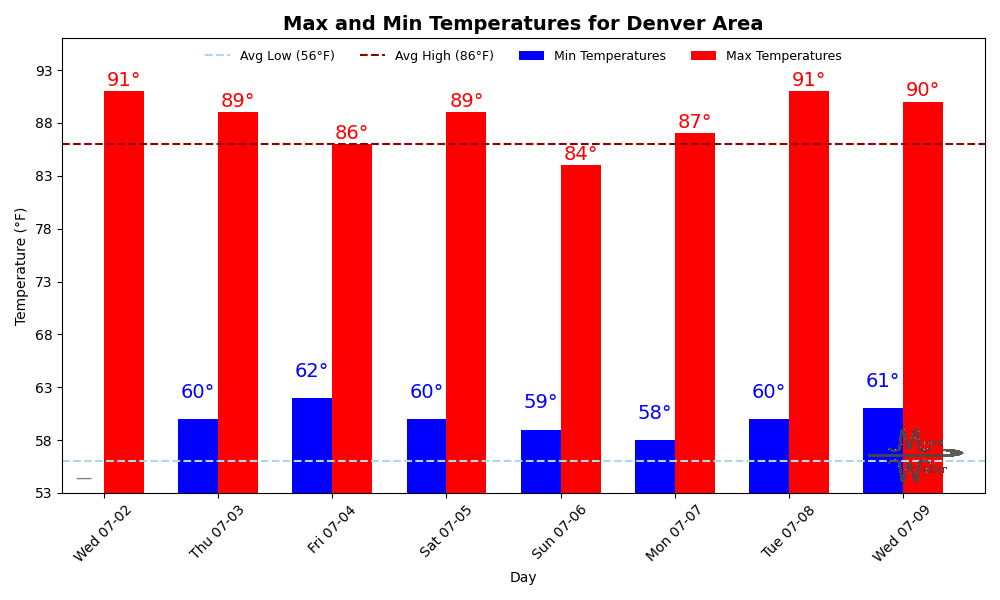 Max and Min Temperatures for Denver Area
Avg Low (56°F) Avg High (86°F) Min Temperatures Max Temperatures
Temperature (°F)
93
88
83
78
73
68
63
58
53
91° 89° 86° 89° 84° 87° 91° 90°
60° 62° 60° 59° 58° 60° 61°
—
Wed 07-02 Thu 07-03 Fri 07-04 Sat 07-05 Sun 07-06 Mon 07-07 Tue 07-08 Wed 07-09
Day